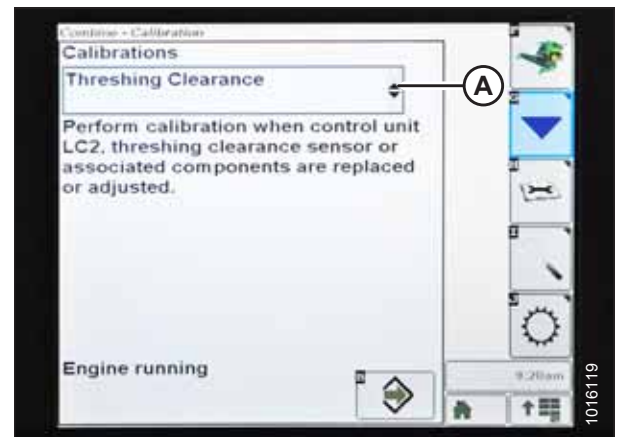 Combine - Calibration
Calibrations
Threshing Clearance
A
Perform calibration when control unit
LC2, threshing clearance sensor or
associated components are replaced
or adjusted.
Engine running
9:20am
1016119